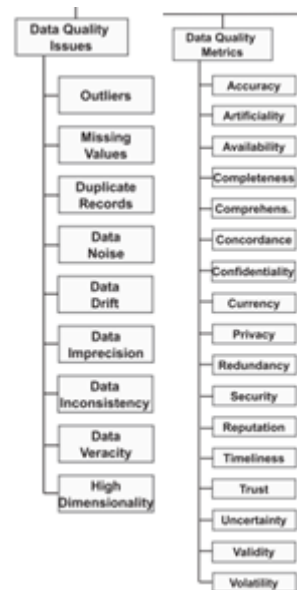 Data Quality
Issues
Outliers
Missing
Values
Duplicate
Records
Data
Noise
Data
Drift
Data
Imprecision
Data
Inconsistency
Data
Veracity
High
Dimensionality
Data Quality
Metrics
Accuracy
Artificiality
Availability
Completeness
Comprehens.
Concordance
Confidentiality
Currency
Privacy
Redundancy
Security
Reputation
Timeliness
Trust
Uncertainty
Validity
Volatility